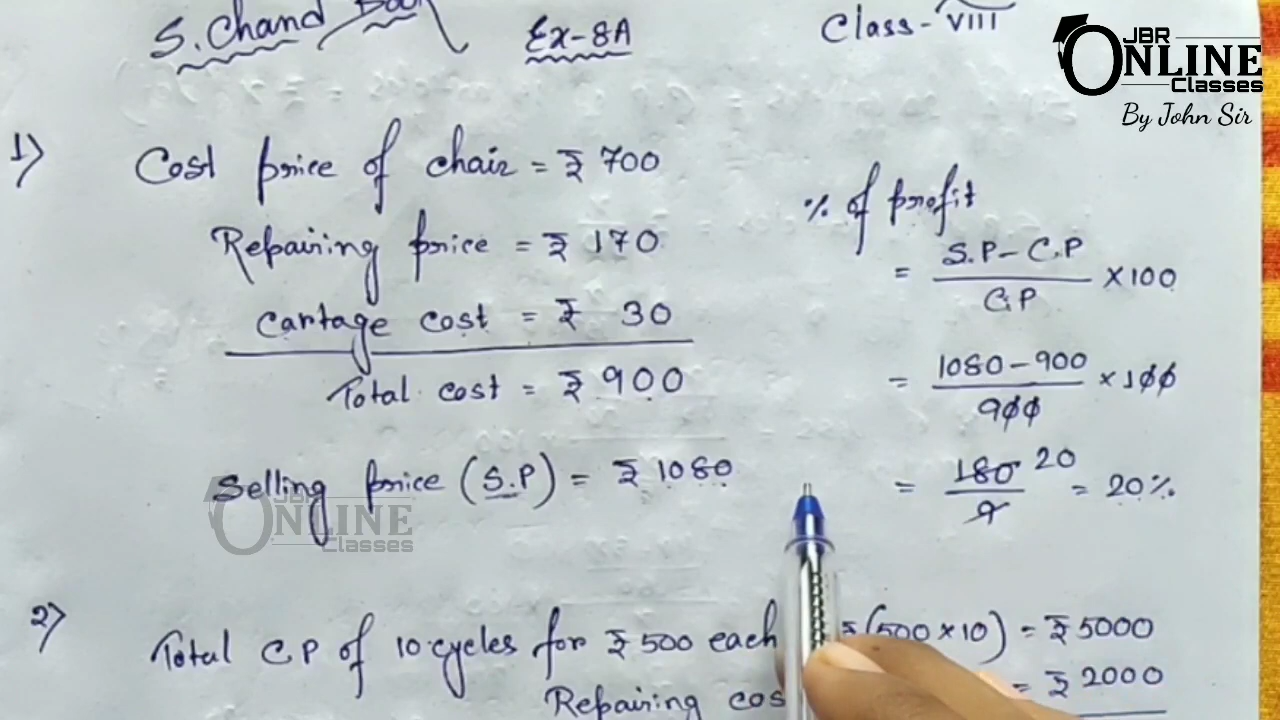 S. Chand Book
Ex-8A
Class-VIII
JBR
ONLINE
Classes
By John Sir
1) Cost price of chair = ₹ 700
Repairing price = ₹ 170
Cartage cost = ₹ 30
Total cost = ₹ 900
Selling price (S.P) = ₹ 1080
% of profit
= S.P - C.P / C.P × 100
= 1080 - 900 / 900 × 100
= 180 / 9 20 = 20%
JBR
ONLINE
Classes
2) Total C.P of 10 cycles for ₹ 500 each ₹ (500 × 10) = ₹ 5000
Repairing cos = ₹ 2000